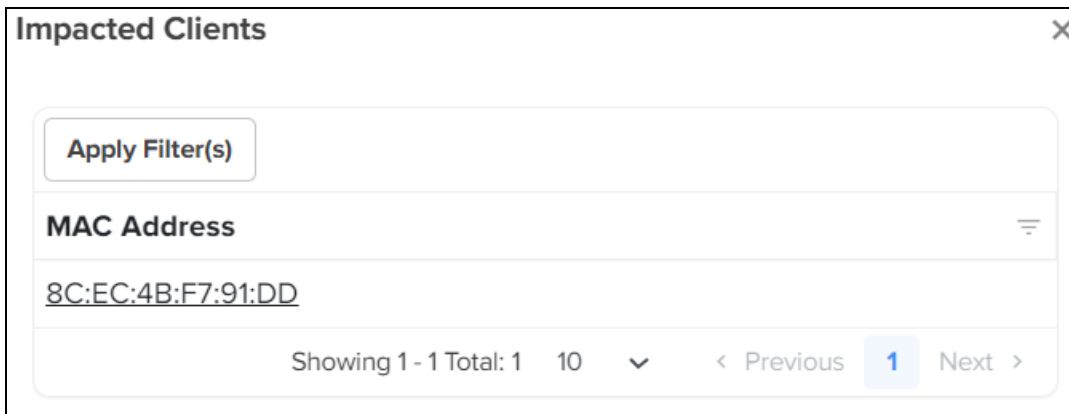 Impacted Clients
Apply Filter(s)
MAC Address
8C:EC:4B:F7:91:DD
Showing 1 - 1 Total: 1 10 < Previous 1 Next >